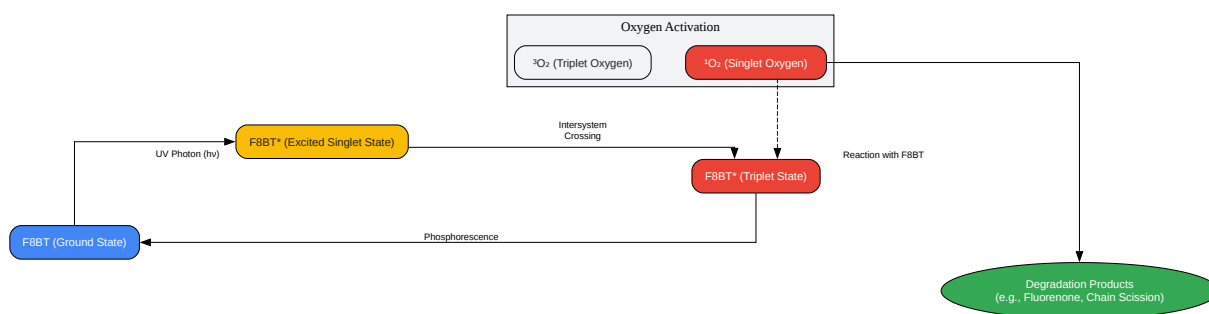 Oxygen Activation
³O₂ (Triplet Oxygen)
¹O₂ (Singlet Oxygen)
Intersystem
Crossing
F8BT* (Excited Singlet State)
UV Photon (hν)
Reaction with F8BT
F8BT* (Triplet State)
F8BT (Ground State)
Phosphorescence
Degradation Products
(e.g., Fluorenone, Chain Scission)